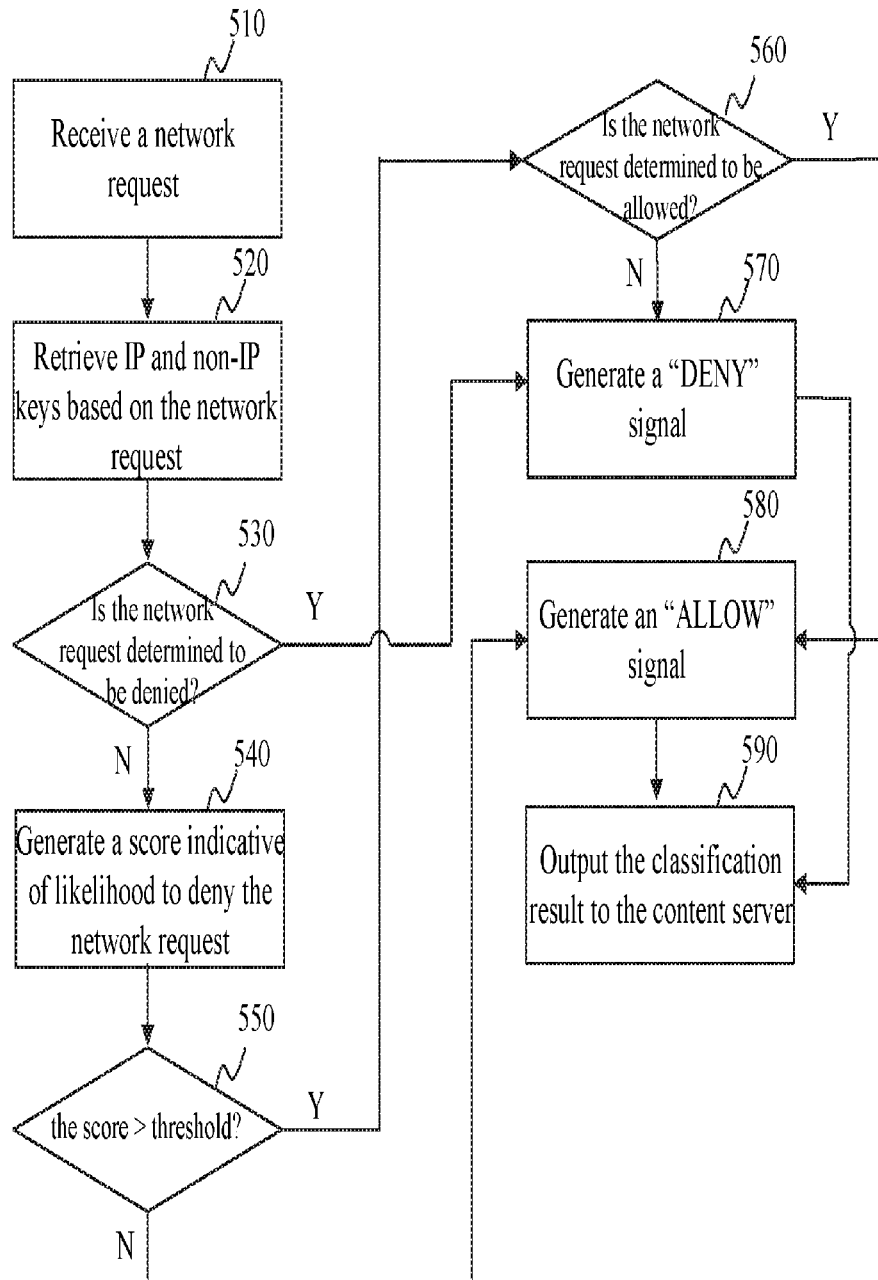 510
Receive a network
request
520
Retrieve IP and non-IP
keys based on the network
request
530
Is the network
request determined to
be denied?
Y
N
540
Generate a score indicative
of likelihood to deny the
network request
550
the score > threshold?
Y
N
560
Is the network
request determined to be
allowed?
Y
N
570
Generate a “DENY”
signal
580
Generate an “ALLOW”
signal
590
Output the classification
result to the content server